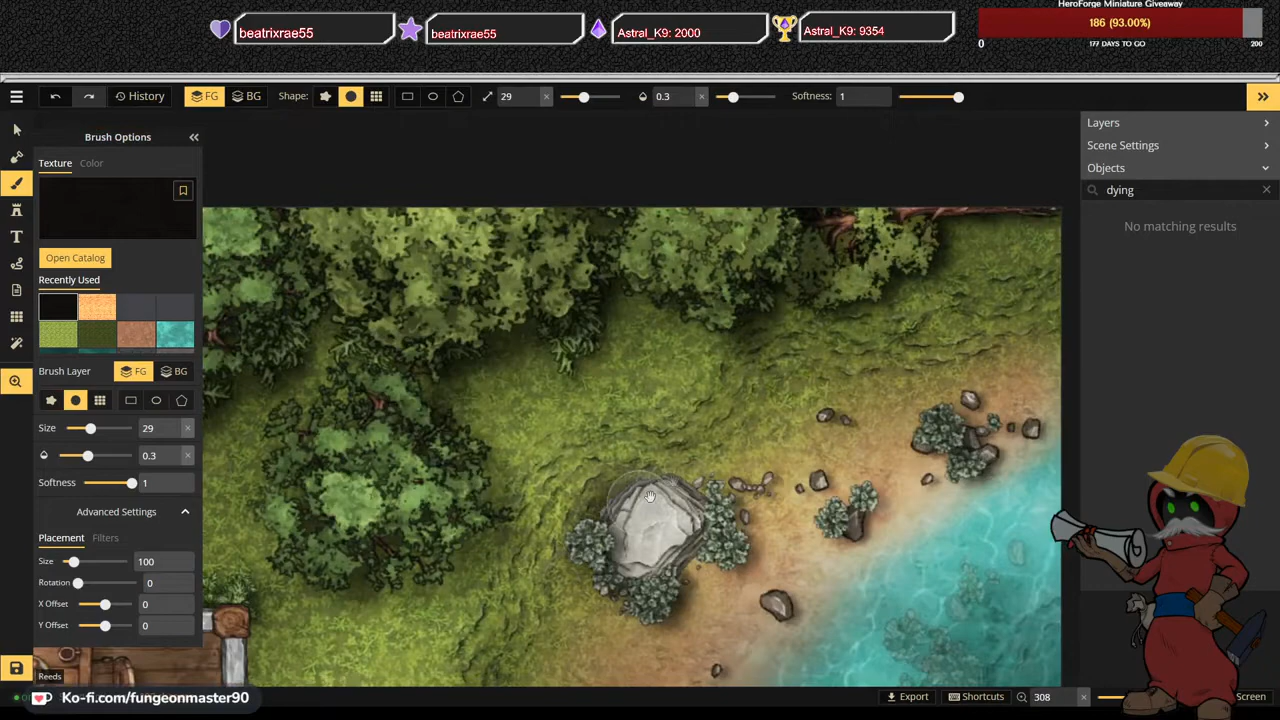 HeroForge Miniature Giveaway
beatrixrae55
beatrixrae55
Astral_K9: 2000
Astral_K9: 9354
186 (93.00%)
0
177 DAYS TO GO
200
History
FG
BG
Shape:
29
0.3
Softness:
1
Brush Options
Texture
Color
Open Catalog
Recently Used
Brush Layer
FG
BG
Size
29
0.3
Softness
1
Advanced Settings
Placement
Filters
Size
100
Rotation
0
X Offset
0
Y Offset
0
Reeds
Ko-fi.com/fungeonmaster90
Layers
Scene Settings
Objects
dying
No matching results
Export
Shortcuts
308
Screen